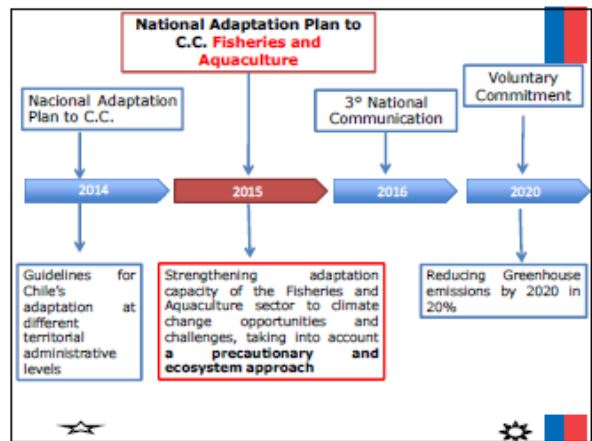 National Adaptation Plan to
C.C. Fisheries and
Aquaculture
Nacional Adaptation
Plan to C.C.
3° National
Communication
Voluntary
Commitment
2014
2015
2016
2020
Guidelines for
Chile's
adaptation at
different
territorial
administrative
levels
Strengthening adaptation
capacity of the Fisheries and
Aquaculture sector to climate
change opportunities and
challenges, taking into account
a precautionary and
ecosystem approach
Reducing Greenhouse
emissions by 2020 in
20%